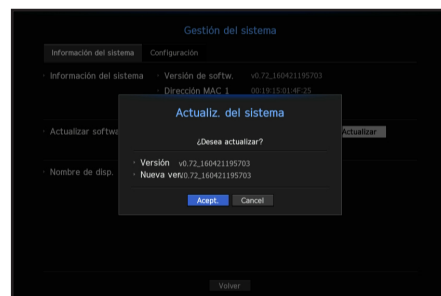 Gestión del sistema
Información del sistema Configuración
· Información del sistema · Versión de softw. v0.72_160421195703
· Dirección MAC 1 00:19:15:01:4F:25
Actualiz. del sistema
· Actualizar softwa Actualizar
¿Desea actualizar?
· Versión v0.72_160421195703
· Nombre de disp.
· Nueva ver. v0.72_160421195703
Acept. Cancel
Volver